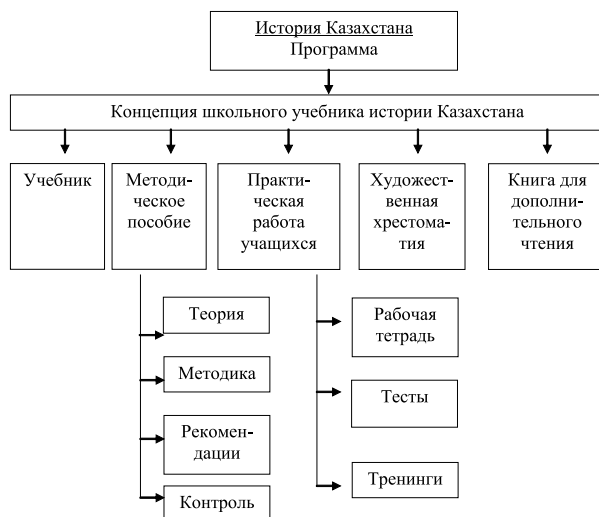 История Казахстана
Программа
Концепция школьного учебника истории Казахстана
Учебник
Методи-
ческое
пособие
Практи-
ческая
работа
учащихся
Художест-
венная
хрестома-
тия
Книга для
дополни-
тельного
чтения
Теория
Методика
Рекомен-
дации
Контроль
Рабочая
тетрадь
Тесты
Тренинги